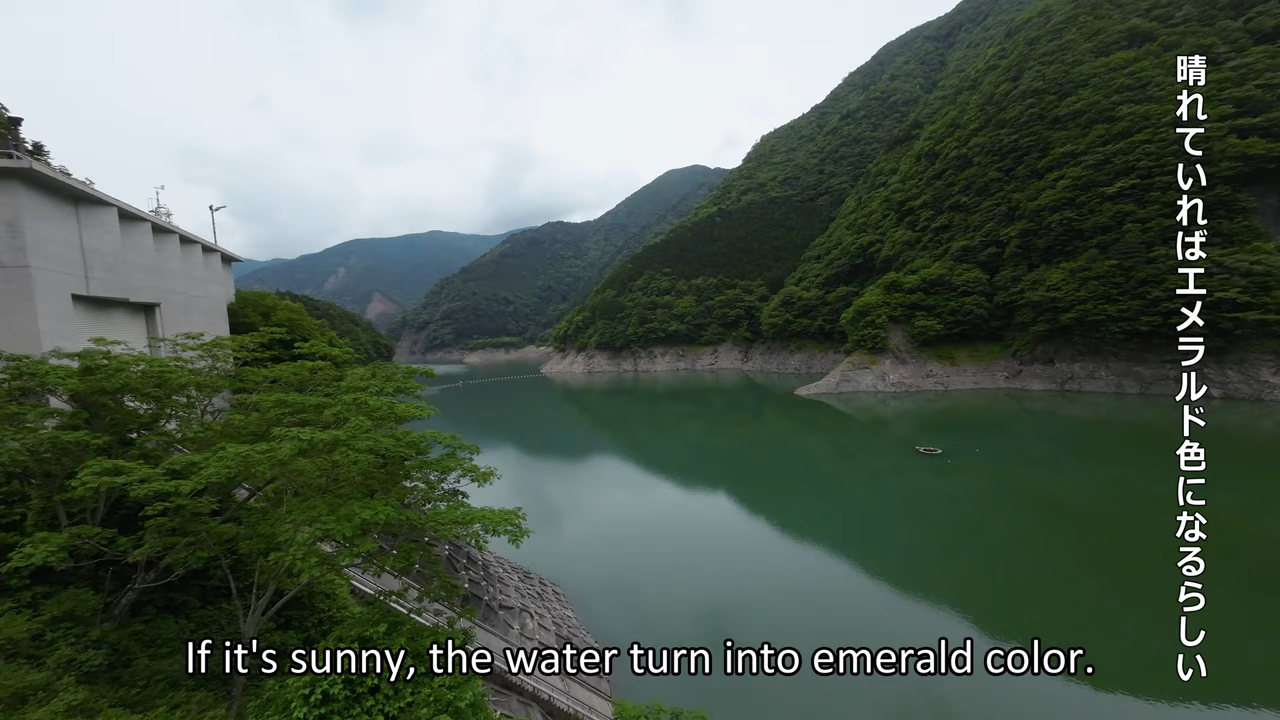 晴れていればエメラルド色になるらしい
If it's sunny, the water turn into emerald color.